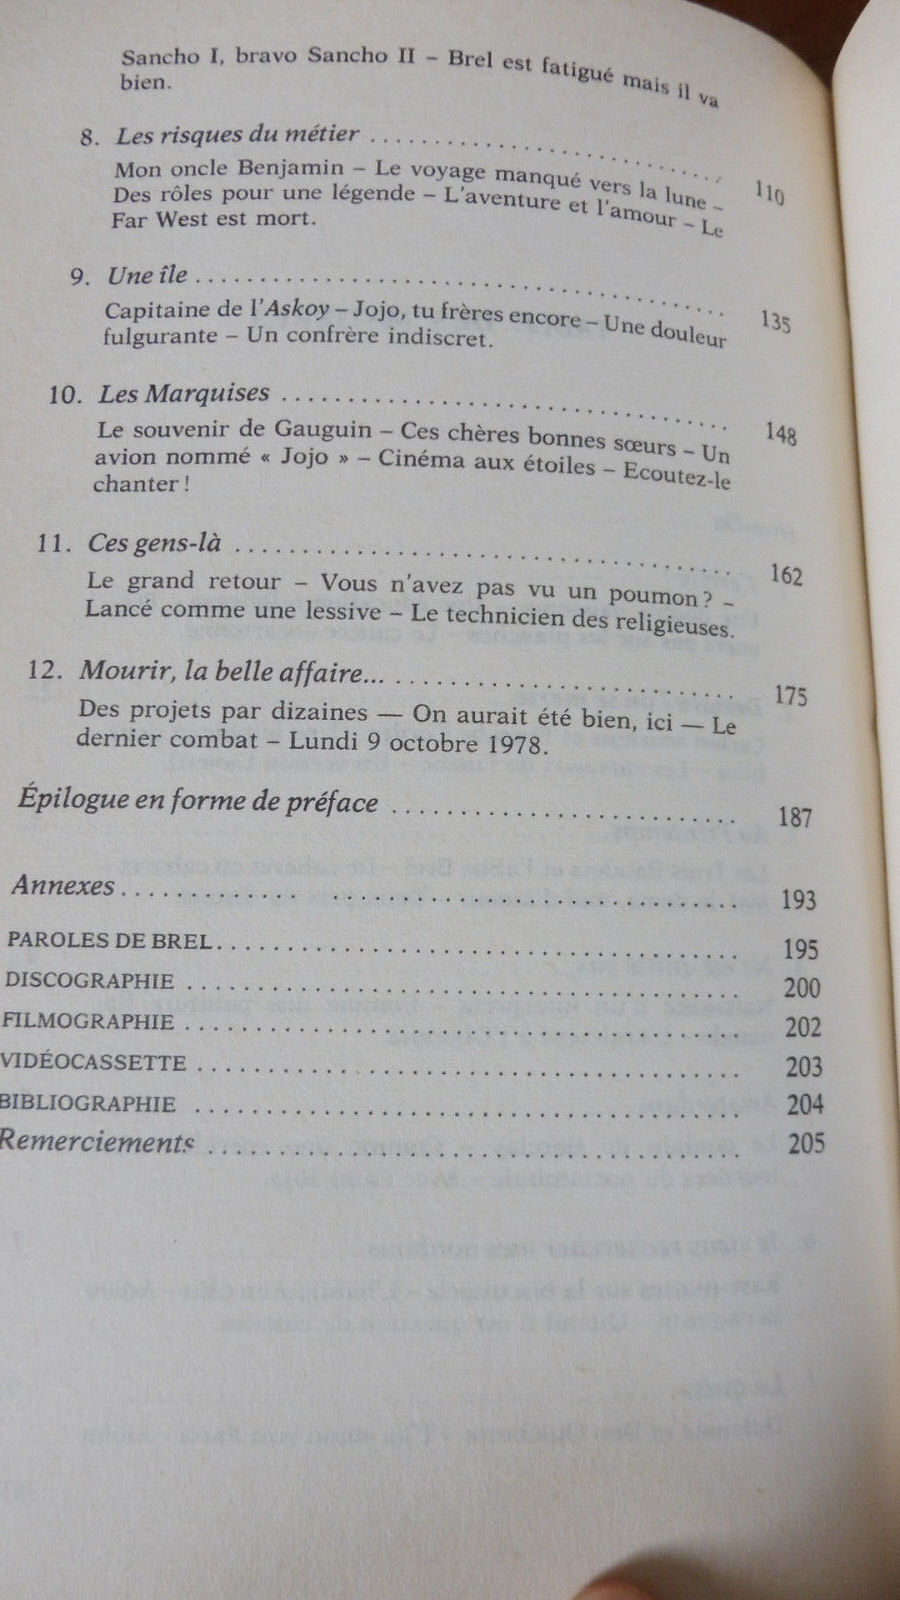 Sancho I, bravo Sancho II – Brel est fatigué mais il va
bien.
8. Les risques du métier ........................ 110
Mon oncle Benjamin – Le voyage manqué vers la lune –
Des rôles pour une légende – L'aventure et l'amour – Le
Far West est mort.
9. Une île ........................ 135
Capitaine de l'Askoy – Jojo, tu frères encore – Une douleur
fulgurante – Un confrère indiscret.
10. Les Marquises ........................ 148
Le souvenir de Gauguin – Ces chères bonnes sœurs – Un
avion nommé « Jojo » – Cinéma aux étoiles – Ecoutez-le
chanter !
11. Ces gens-là ........................ 162
Le grand retour – Vous n'avez pas vu un poumon ? –
Lancé comme une lessive – Le technicien des religieuses.
12. Mourir, la belle affaire... ........................ 175
Des projets par dizaines — On aurait été bien, ici — Le
dernier combat – Lundi 9 octobre 1978.
Épilogue en forme de préface ........................ 187
Annexes ........................ 193
PAROLES DE BREL ........................ 195
DISCOGRAPHIE ........................ 200
FILMOGRAPHIE ........................ 202
VIDÉOCASSETTE ........................ 203
BIBLIOGRAPHIE ........................ 204
Remerciements ........................ 205